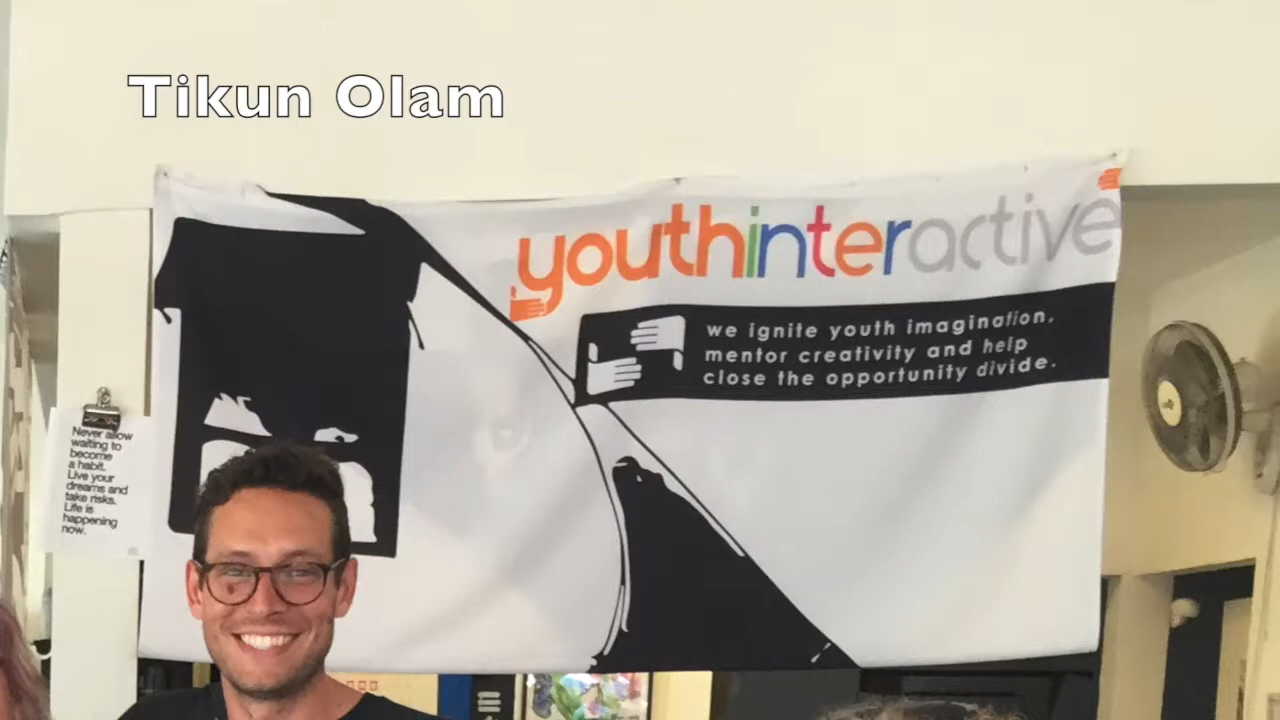 Tikun Olam
youthinteractive
we ignite youth imagination,
mentor creativity and help
close the opportunity divide.
Never allow
waiting to
become
a habit.
Live your
dreams and
take risks.
Life is
happening
now.